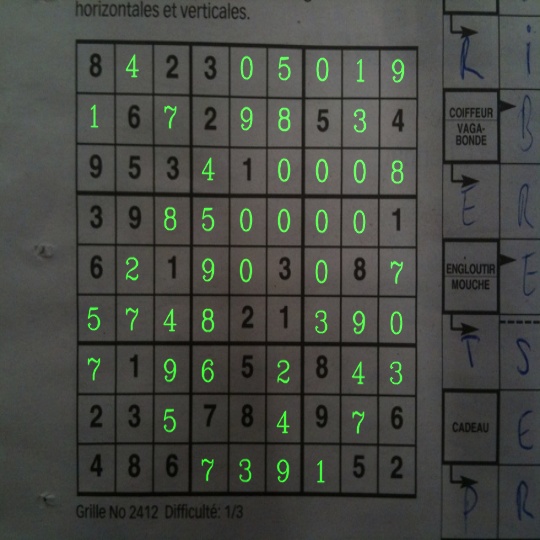 horizontales et verticales.
8 4 2 3 0 5 0 1 9
1 6 7 2 9 8 5 3 4
9 5 3 4 1 0 0 0 8
3 9 8 5 0 0 0 0 1
6 2 1 9 0 3 0 8 7
5 7 4 8 2 1 3 9 0
7 1 9 6 5 2 8 4 3
2 3 5 7 8 4 9 7 6
4 8 6 7 3 9 1 5 2
Grille No 2412 Difficulté: 1/3
R I
COIFFEUR
VAGA-
BONDE
B
E R
ENGLOUTIR
MOUCHE
E
T S
CADEAU
E
P R